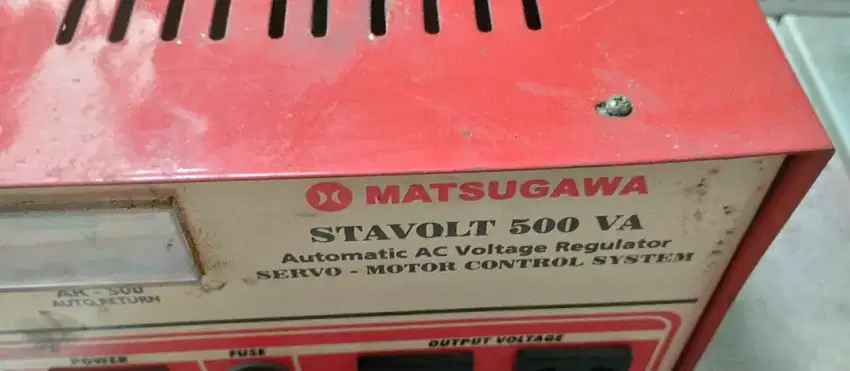 MATSUGAWA
STAVOLT 500 VA
Automatic AC Voltage Regulator
SERVO - MOTOR CONTROL SYSTEM
AR - 500
AUTO RETURN
POWER
FUSE
OUTPUT VOLTAGE